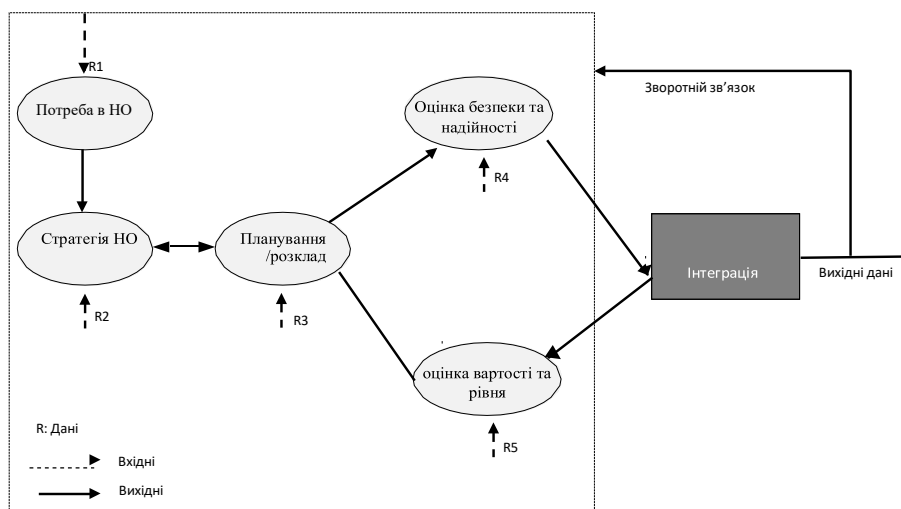 R1
Потреба в НО
Оцінка безпеки та
надійності
Зворотній зв’язок
R4
Стратегія НО
Планування
/розклад
Інтеграція
Вихідні дані
R2
R3
оцінка вартості та
рівня
R5
R: Дані
Вхідні
Вихідні